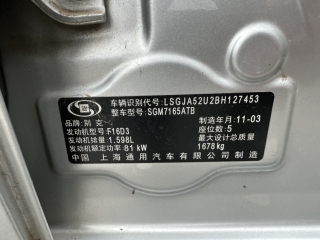 车辆识别代号: LSGJA52U2BH127453
整车型号: SGM7165ATB
品牌: 别克 制造年月: 11-03
发动机型号: F16D3 座位数: 5
发动机排量: 1.598L 最大设计总质量
发动机额定功率: 81 kW 1678kg
中国 上海通用汽车有限公司 制造